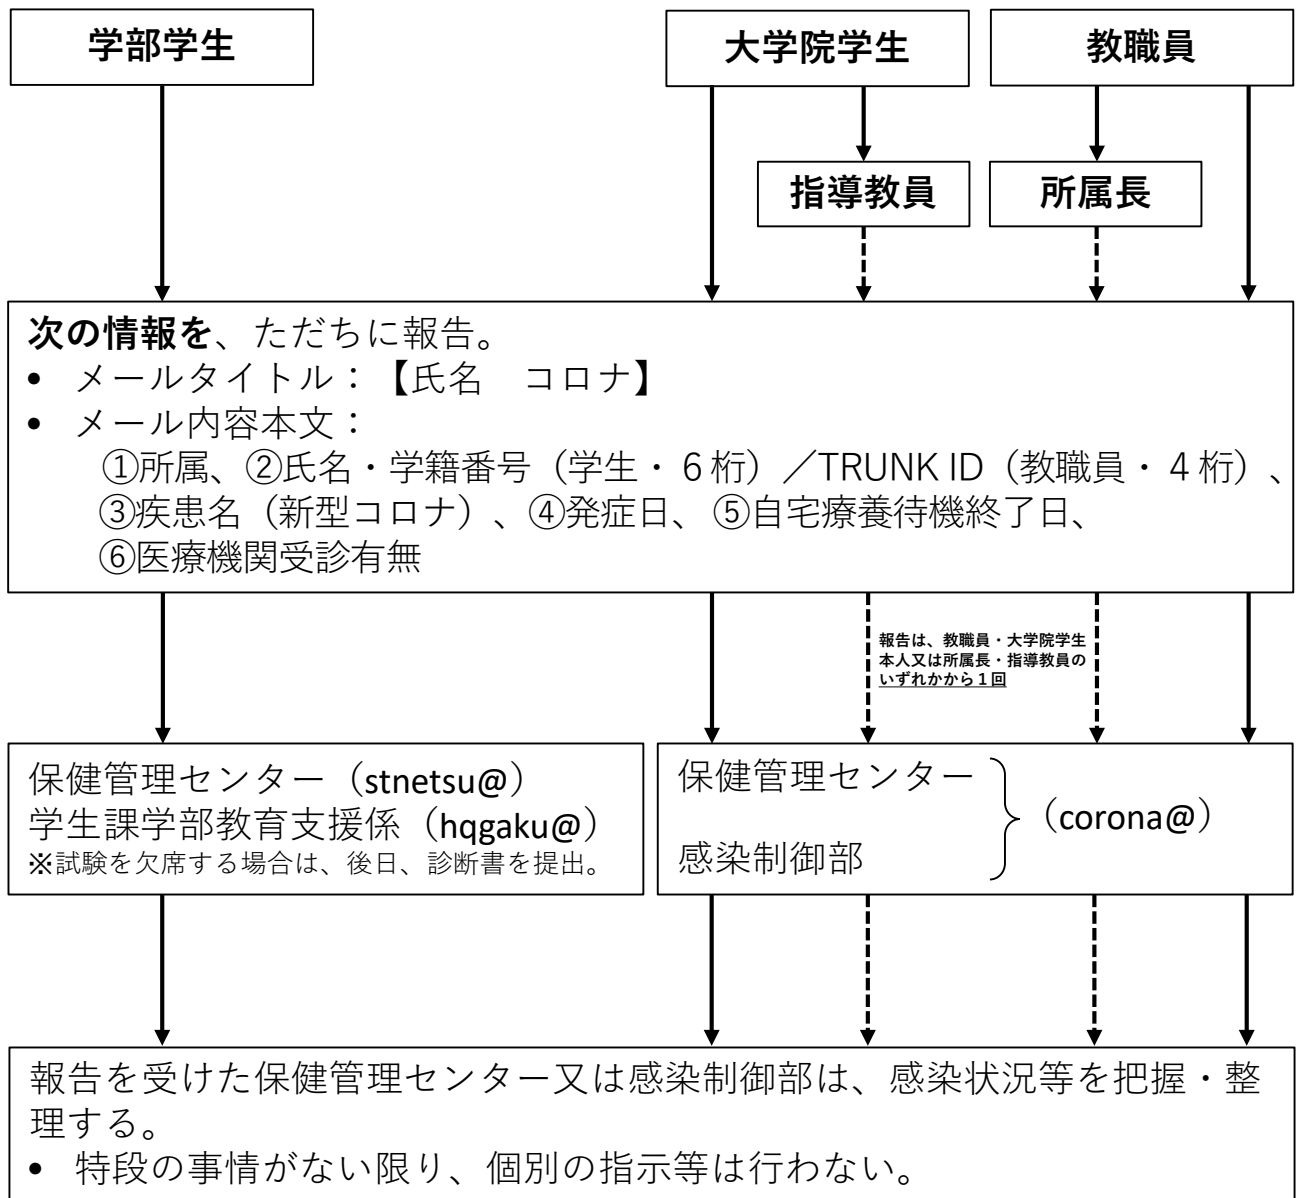 学部学生
大学院学生
教職員
指導教員
所属長
次の情報を、ただちに報告。
• メールタイトル：【氏名　コロナ】
• メール内容本文：
①所属、②氏名・学籍番号（学生・６桁）／TRUNK ID（教職員・４桁）、
③疾患名（新型コロナ）、④発症日、⑤自宅療養待機終了日、
⑥医療機関受診有無
報告は、教職員・大学院学生
本人又は所属長・指導教員の
いずれかから１回
保健管理センター（stnetsu@）
学生課学部教育支援係（hqgaku@）
※試験を欠席する場合は、後日、診断書を提出。
保健管理センター
（corona@）
感染制御部
報告を受けた保健管理センター又は感染制御部は、感染状況等を把握・整
理する。
• 特段の事情がない限り、個別の指示等は行わない。